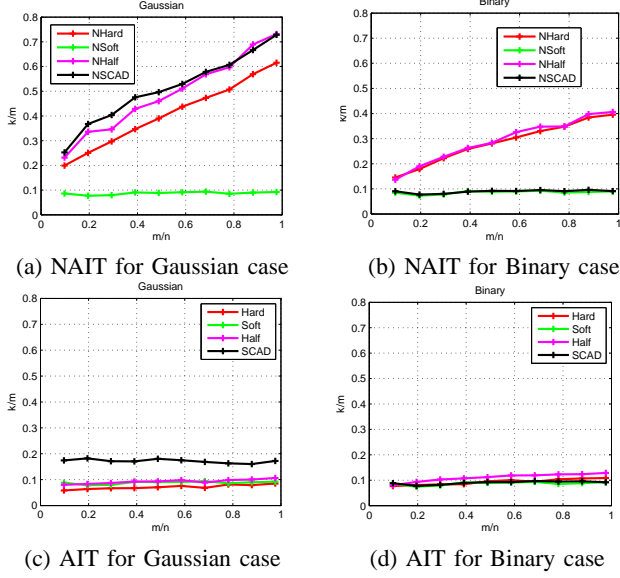 Gaussian
0.8
0.7
0.6
0.5
0.4
0.3
0.2
0.1
0
k/m
NHard
NSoft
NHalf
NSCAD
0 0.2 0.4 0.6 0.8 1
m/n
(a) NAIT for Gaussian case
Binary
0.8
0.7
0.6
0.5
0.4
0.3
0.2
0.1
0
k/m
NHard
NSoft
NHalf
NSCAD
0 0.2 0.4 0.6 0.8 1
m/n
(b) NAIT for Binary case
Gaussian
0.8
0.7
0.6
0.5
0.4
0.3
0.2
0.1
0
k/m
Hard
Soft
Half
SCAD
0 0.2 0.4 0.6 0.8 1
m/n
(c) AIT for Gaussian case
Binary
0.8
0.7
0.6
0.5
0.4
0.3
0.2
0.1
0
k/m
Hard
Soft
Half
SCAD
0 0.2 0.4 0.6 0.8 1
m/n
(d) AIT for Binary case